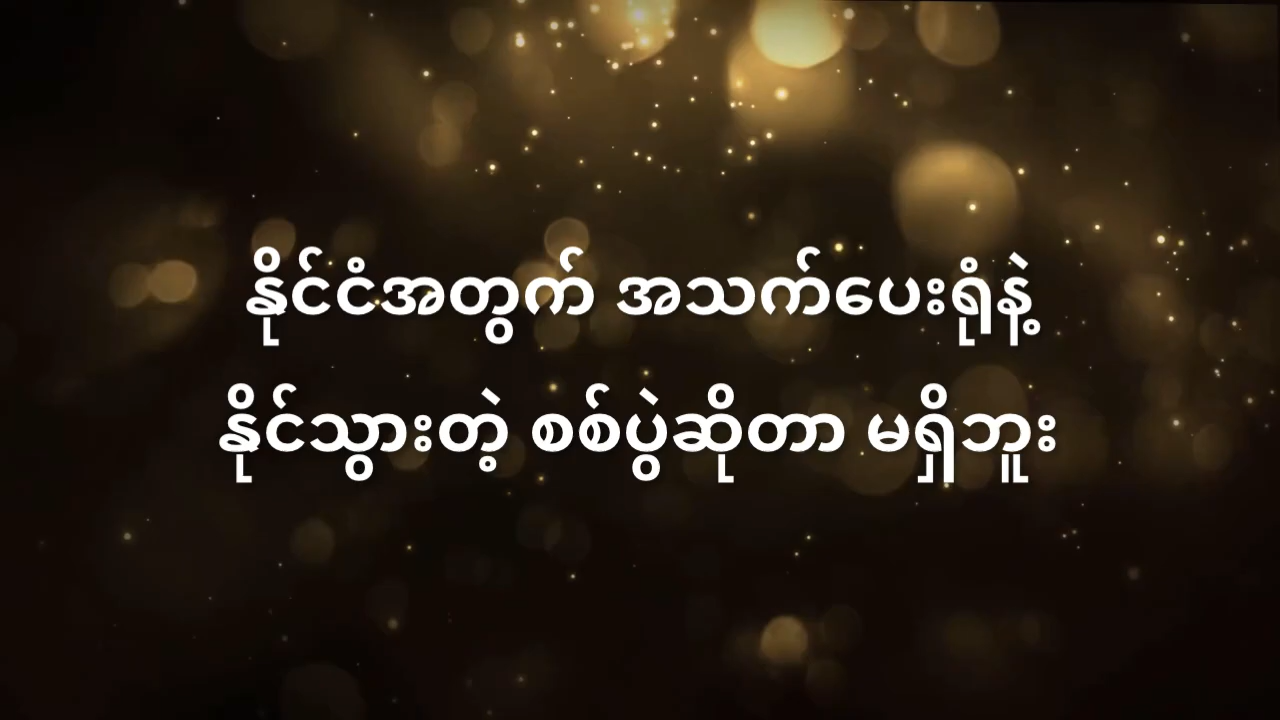 နိုင်ငံအတွက် အသက်ပေးရုံနဲ့
နိုင်သွားတဲ့ စစ်ပွဲဆိုတာ မရှိဘူး